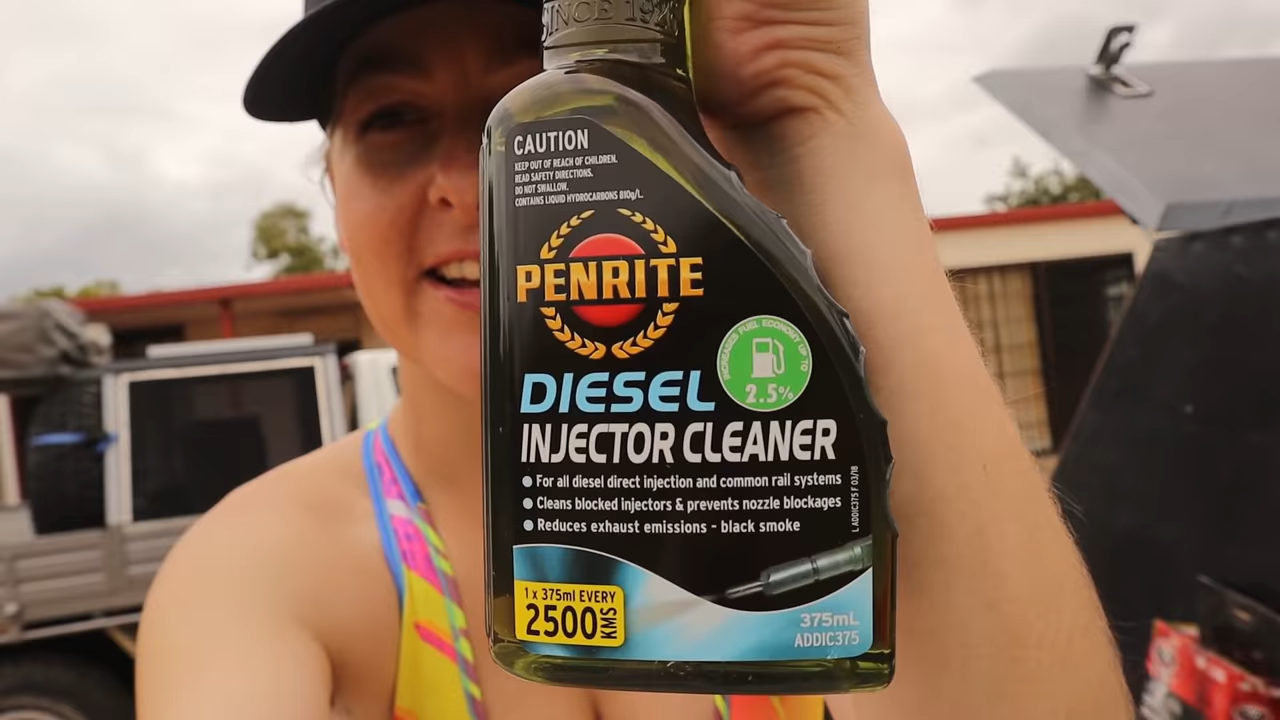 SINCE 1926
CAUTION
KEEP OUT OF REACH OF CHILDREN.
READ SAFETY DIRECTIONS.
DO NOT SWALLOW.
CONTAINS LIQUID HYDROCARBONS 810g/L.
PENRITE
INCREASES FUEL ECONOMY UP TO
2.5%
DIESEL
INJECTOR CLEANER
For all diesel direct injection and common rail systems
Cleans blocked injectors & prevents nozzle blockages
Reduces exhaust emissions - black smoke
L ADDIC375 F 03/18
1 x 375ml EVERY
2500 KMS
375mL
ADDIC375